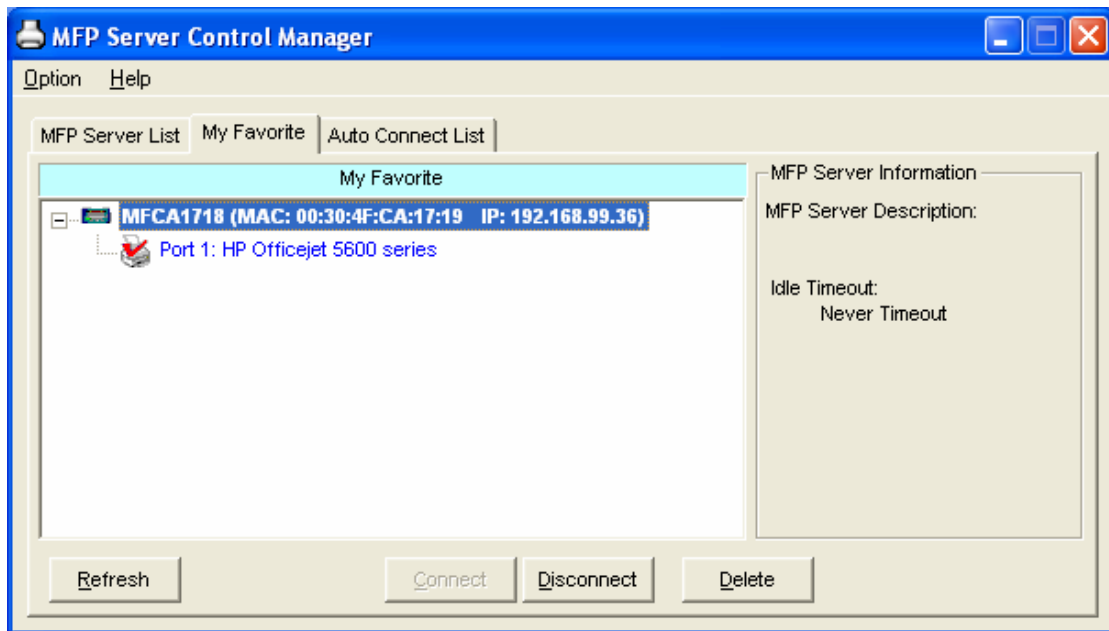 MFP Server Control Manager
Option Help
MFP Server List My Favorite Auto Connect List
My Favorite
MFCA1718 (MAC: 00:30:4F:CA:17:19 IP: 192.168.99.36)
Port 1: HP Officejet 5600 series
MFP Server Information
MFP Server Description:
Idle Timeout:
Never Timeout
Refresh Connect Disconnect Delete